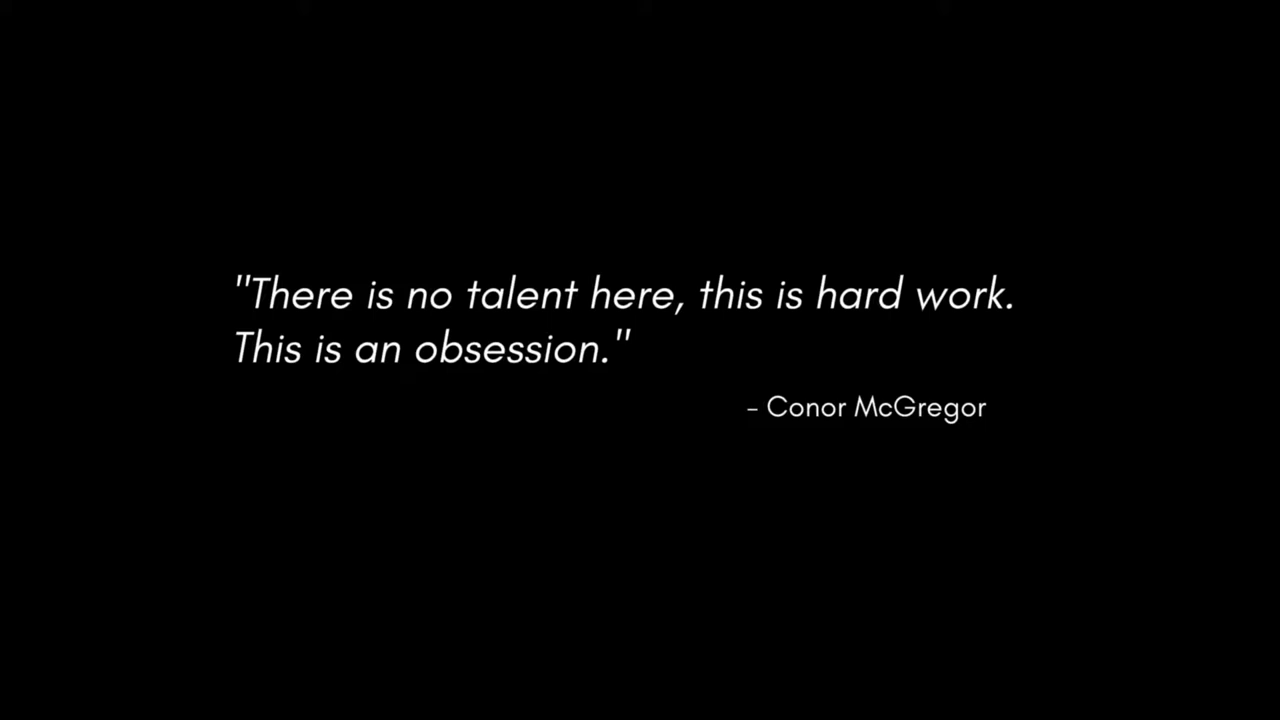 "There is no talent here, this is hard work.
This is an obsession."
- Conor McGregor